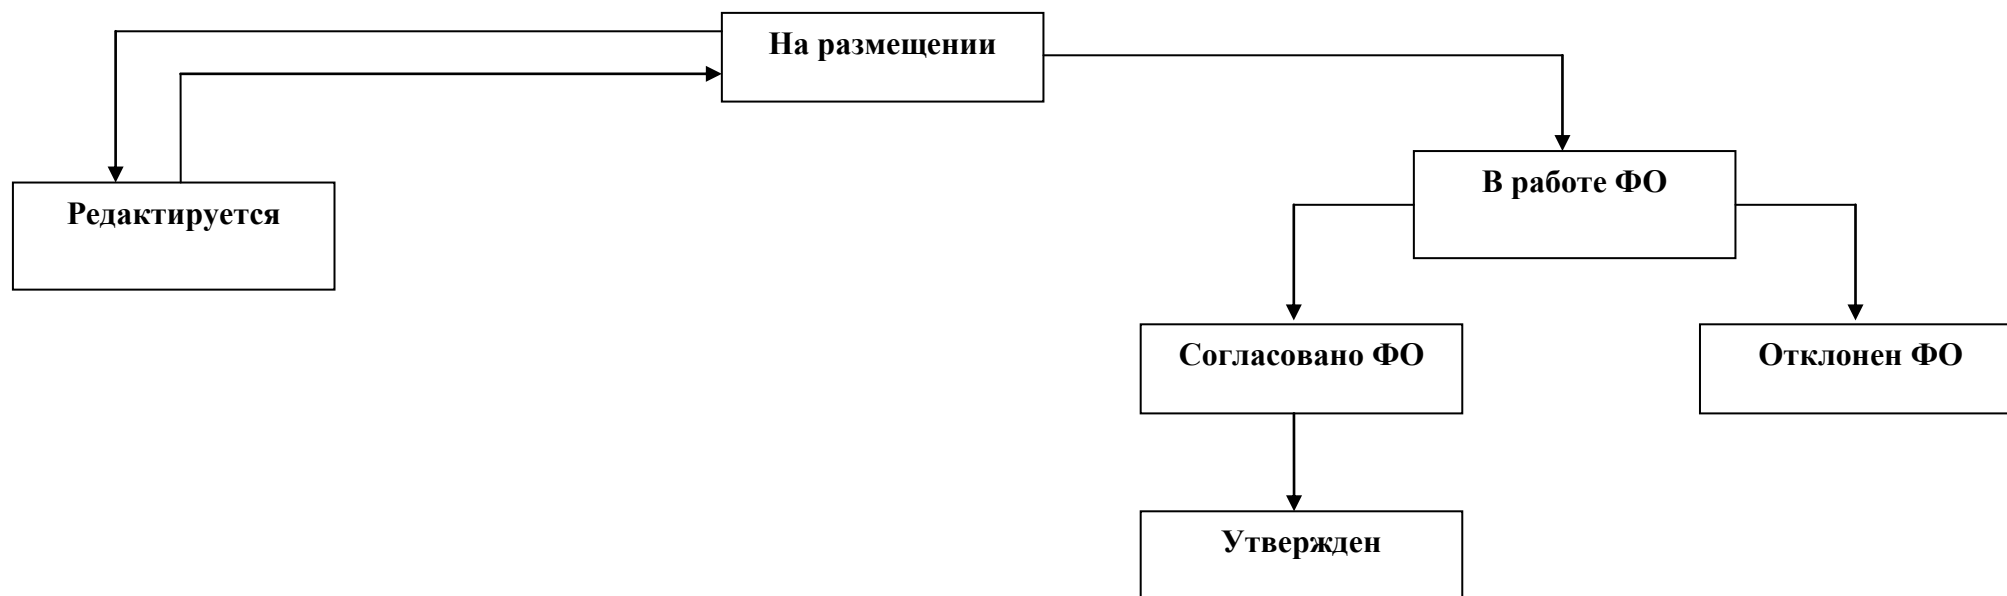 На размещении
В работе ФО
Редактируется
Согласовано ФО
Отклонен ФО
Утвержден